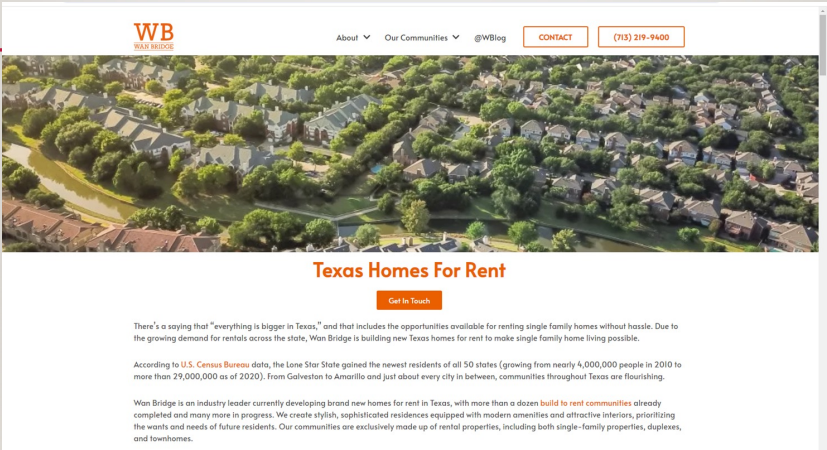 WB
WAN BRIDGE
About
Our Communities
@WBlog
CONTACT
(713) 219-9400
Texas Homes For Rent
Get In Touch
There's a saying that “everything is bigger in Texas,” and that includes the opportunities available for renting single family homes without hassle. Due to
the growing demand for rentals across the state, Wan Bridge is building new Texas homes for rent to make single family home living possible.
According to U.S. Census Bureau data, the Lone Star State gained the newest residents of all 50 states (growing from nearly 4,000,000 people in 2010 to
more than 29,000,000 as of 2020). From Galveston to Amarillo and just about every city in between, communities throughout Texas are flourishing.
Wan Bridge is an industry leader currently developing brand new homes for rent in Texas, with more than a dozen build to rent communities already
completed and many more in progress. We create stylish, sophisticated residences equipped with modern amenities and attractive interiors, prioritizing
the wants and needs of future residents. Our communities are exclusively made up of rental properties, including both single-family properties, duplexes,
and townhomes.